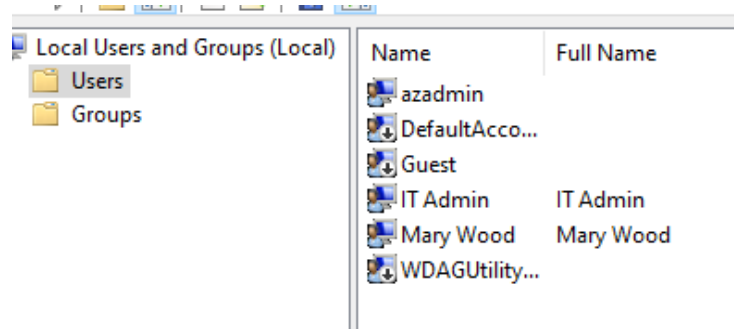 Local Users and Groups (Local)
Users
Groups
Name Full Name
azadmin
DefaultAcco...
Guest
IT Admin IT Admin
Mary Wood Mary Wood
WDAGUtility...